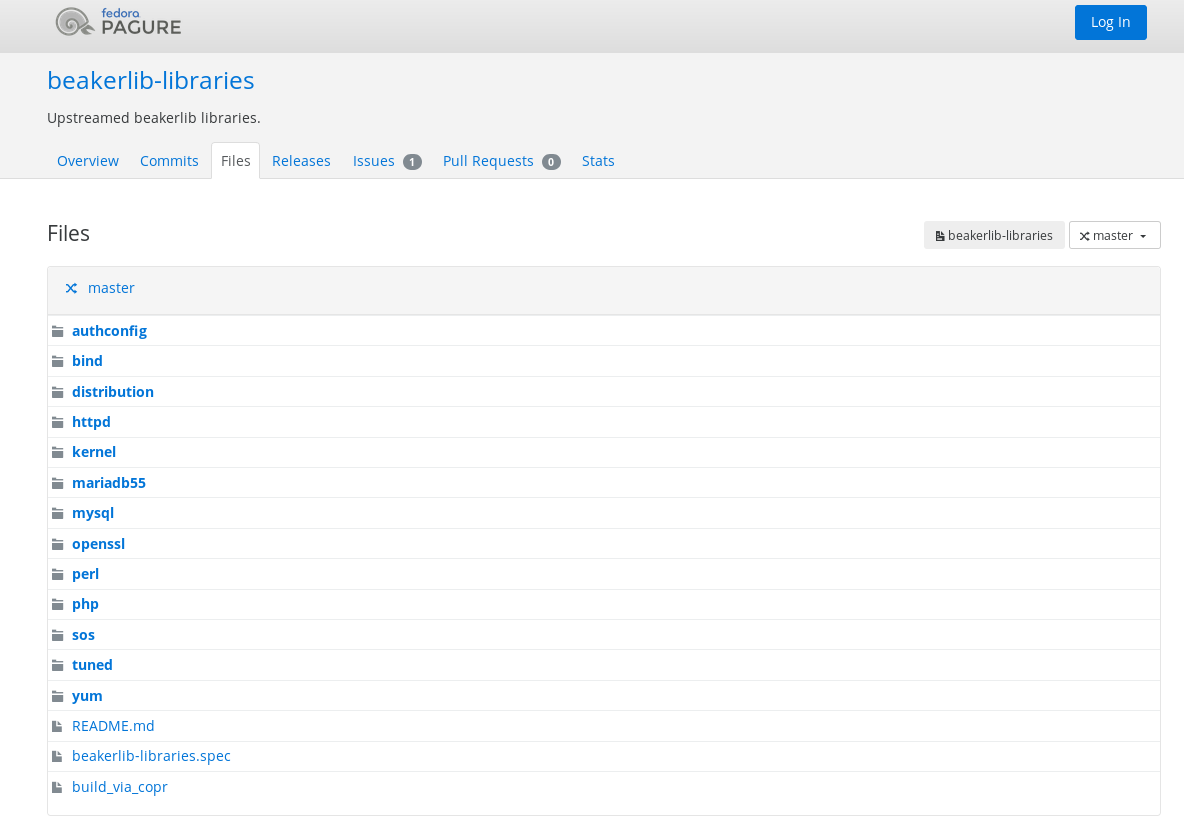 fedora
PAGURE
Log In
beakerlib-libraries
Upstreamed beakerlib libraries.
Overview Commits Files Releases Issues 1 Pull Requests 0 Stats
Files beakerlib-libraries master
master
authconfig
bind
distribution
httpd
kernel
mariadb55
mysql
openssl
perl
php
sos
tuned
yum
README.md
beakerlib-libraries.spec
build_via_copr